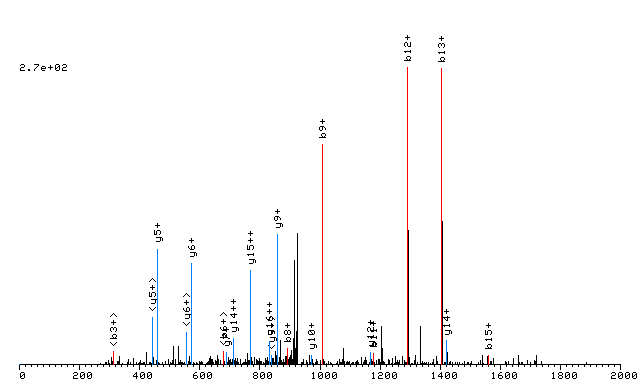 2.7e+02
<b3+>
<y5+>
y5+
<y6+>
y6+
y14++
y15++
y9+
b8+
b9+
y10+
y12+
b12+
b13+
y14+
b15+
0 200 400 600 800 1000 1200 1400 1600 1800 2000